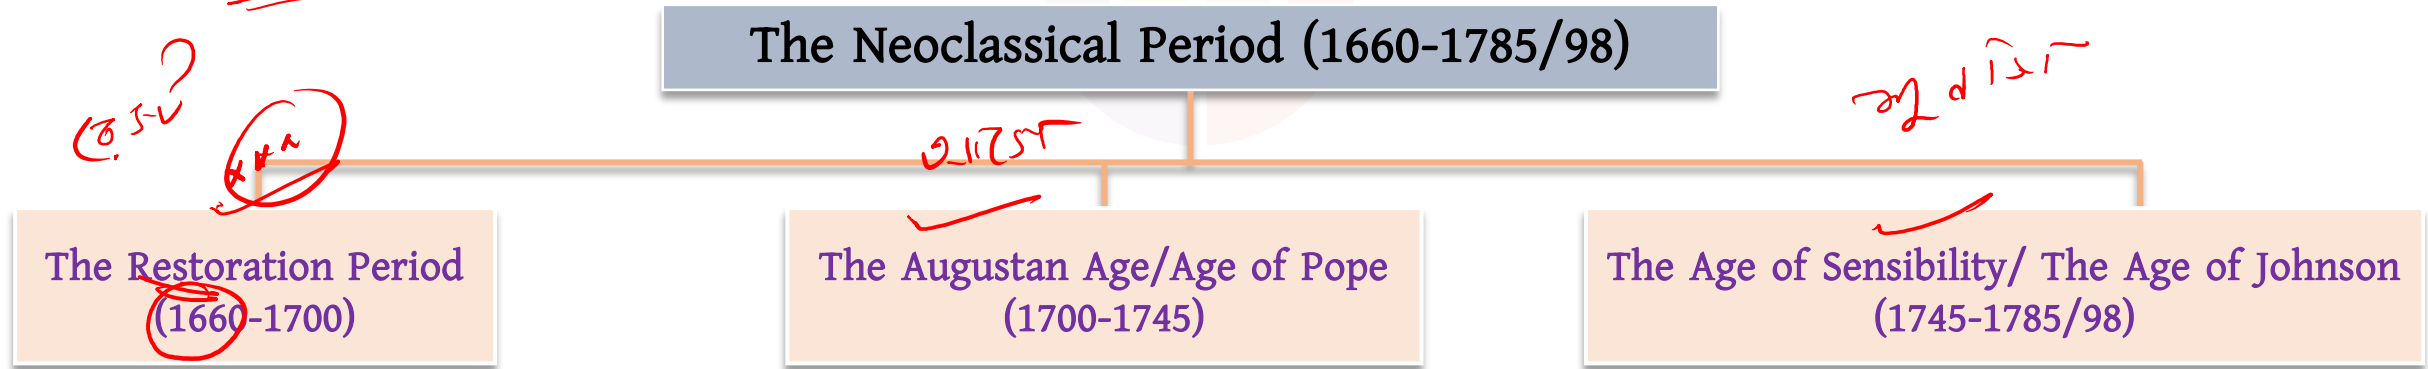 The Neoclassical Period (1660-1785/98)
The Restoration Period
(1660-1700)
The Augustan Age/Age of Pope
(1700-1745)
The Age of Sensibility/ The Age of Johnson
(1745-1785/98)